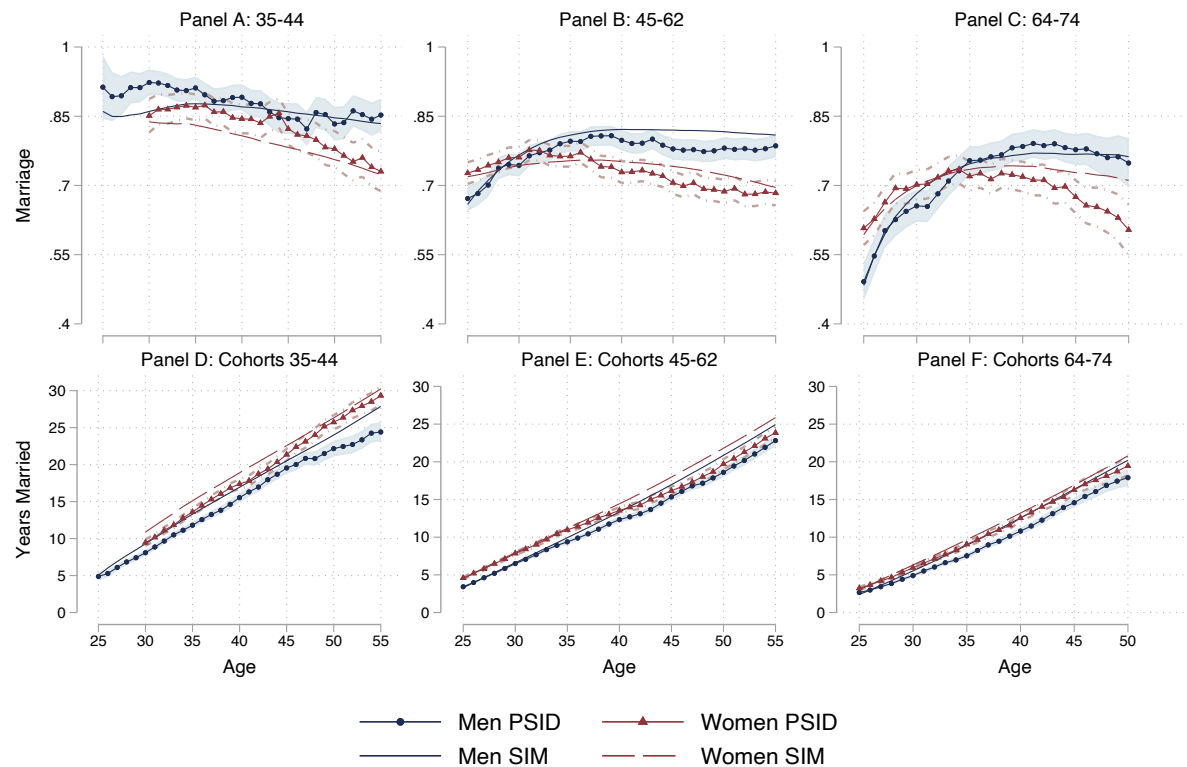 Panel A: 35-44
Panel B: 45-62
Panel C: 64-74
Marriage
1
.85
.7
.55
.4
1
.85
.7
.55
.4
1
.85
.7
.55
.4
Panel D: Cohorts 35-44
Panel E: Cohorts 45-62
Panel F: Cohorts 64-74
Years Married
30
25
20
15
10
5
0
30
25
20
15
10
5
0
30
25
20
15
10
5
0
25 30 35 40 45 50 55
25 30 35 40 45 50 55
25 30 35 40 45 50
Age
Age
Age
Men PSID
Women PSID
Men SIM
Women SIM